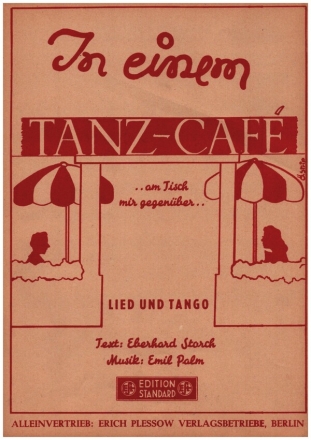 In einem
TANZ-CAFÉ
..am Tisch
mir gegenüber..
LIED UND TANGO
Text: Eberhard Storch
Musik: Emil Palm
EDITION
STANDARD
ALLEINVERTRIEB: ERICH PLESSOW VERLAGSBETRIEBE, BERLIN